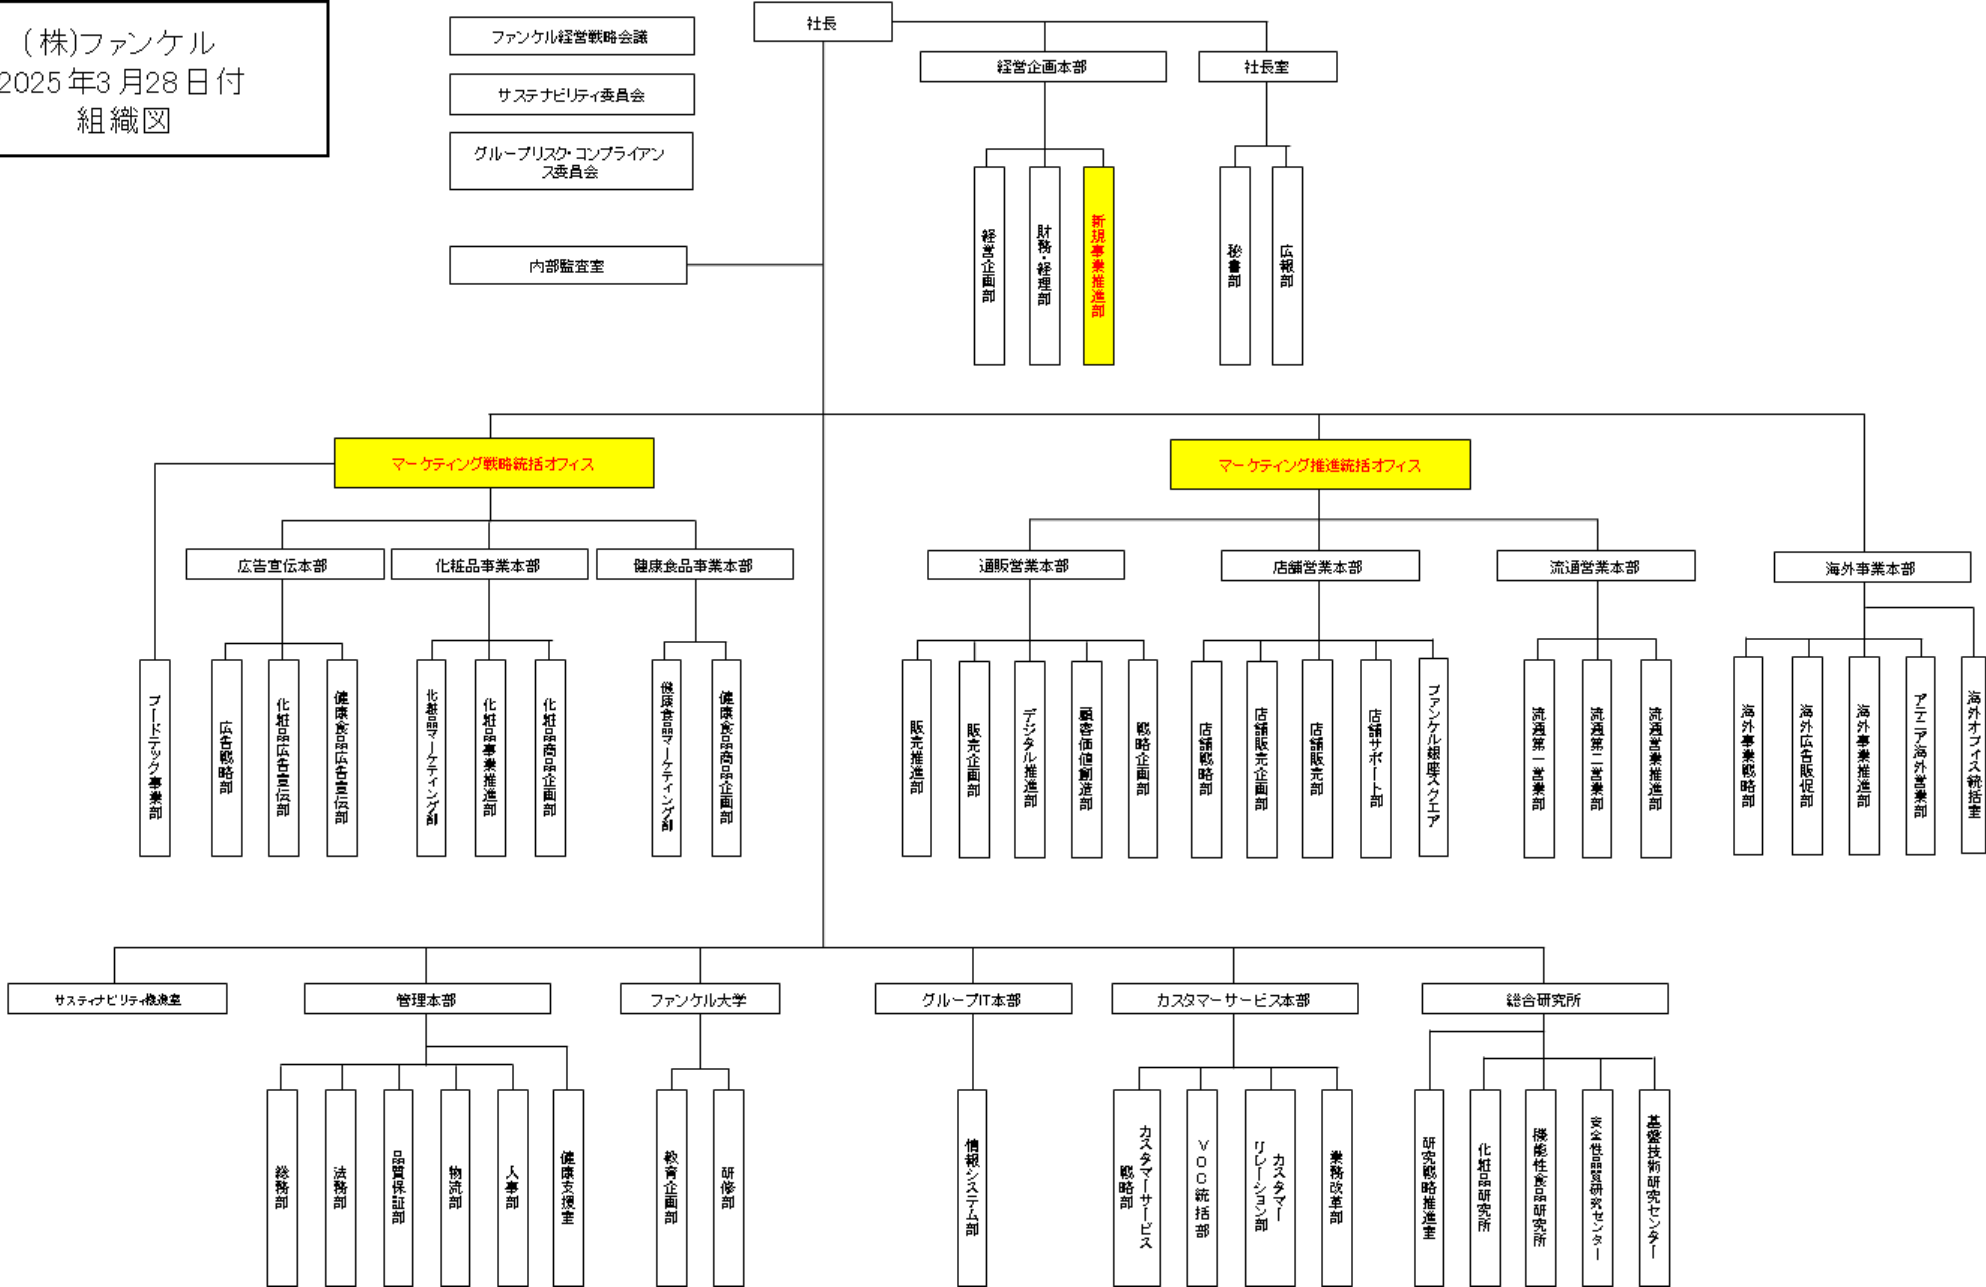 (株)ファンケル
2025年3月28日付
組織図
社長
ファンケル経営戦略会議
サステナビリティ委員会
グループリスク・コンプライアン
ス委員会
内部監査室
経営企画本部
社長室
経営企画部
財務・経理部
新規事業推進部
秘書部
広報部
マーケティング戦略統括オフィス
マーケティング推進統括オフィス
広告宣伝本部
化粧品事業本部
健康食品事業本部
通販営業本部
店舗営業本部
流通営業本部
海外事業本部
フードテック事業部
広告戦略部
化粧品広告宣伝部
健康食品広告宣伝部
化粧品マーケティング部
化粧品事業推進部
化粧品商品企画部
健康食品マーケティング部
健康食品商品企画部
販売推進部
販売企画部
デジタル推進部
顧客価値創造部
戦略企画部
店舗戦略部
店舗販売企画部
店舗販売部
店舗サポート部
ファンケル銀座スクエア
流通第一営業部
流通第二営業部
流通営業推進部
海外事業戦略部
海外広告販促部
海外事業推進部
アテニア海外営業部
海外オフィス統括室
サスティナビリティ推進室
管理本部
ファンケル大学
グループIT本部
カスタマーサービス本部
総合研究所
総務部
法務部
品質保証部
物流部
人事部
健康支援室
教育企画部
研修部
情報システム部
カスタマーサービス
戦略部
VOC統括部
カスタマー
リレーション部
業務改革部
研究戦略推進室
化粧品研究所
機能性食品研究所
安全性品質研究センター
基盤技術研究センター